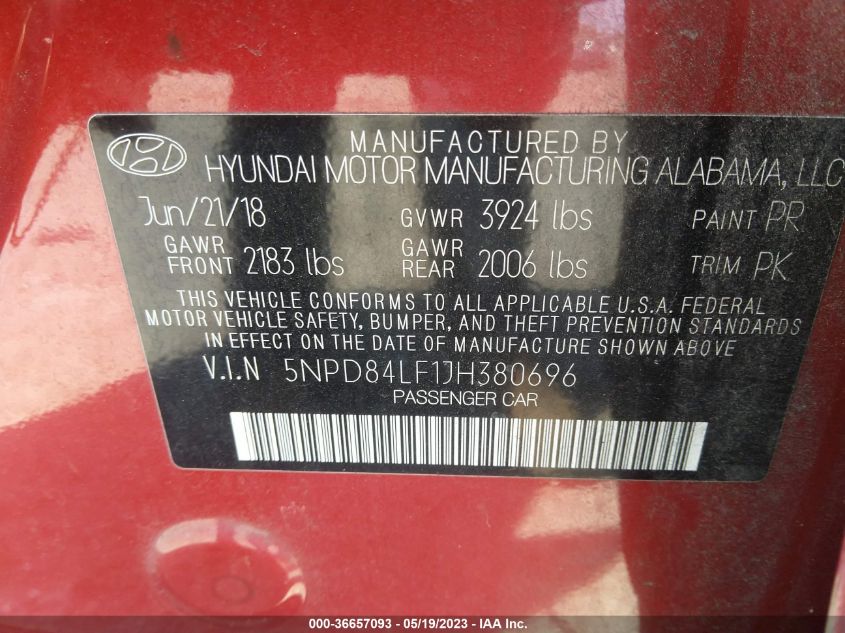 MANUFACTURED BY
HYUNDAI MOTOR MANUFACTURING ALABAMA, LLC
Jun/21/18 GVWR 3924 lbs PAINT PR
GAWR FRONT 2183 lbs GAWR REAR 2006 lbs TRIM PK
THIS VEHICLE CONFORMS TO ALL APPLICABLE U.S.A. FEDERAL
MOTOR VEHICLE SAFETY, BUMPER, AND THEFT PREVENTION STANDARDS
IN EFFECT ON THE DATE OF MANUFACTURE SHOWN ABOVE
V.I.N 5NPD84LF1JH380696
PASSENGER CAR
000-36657093 - 05/19/2023 - IAAI.com